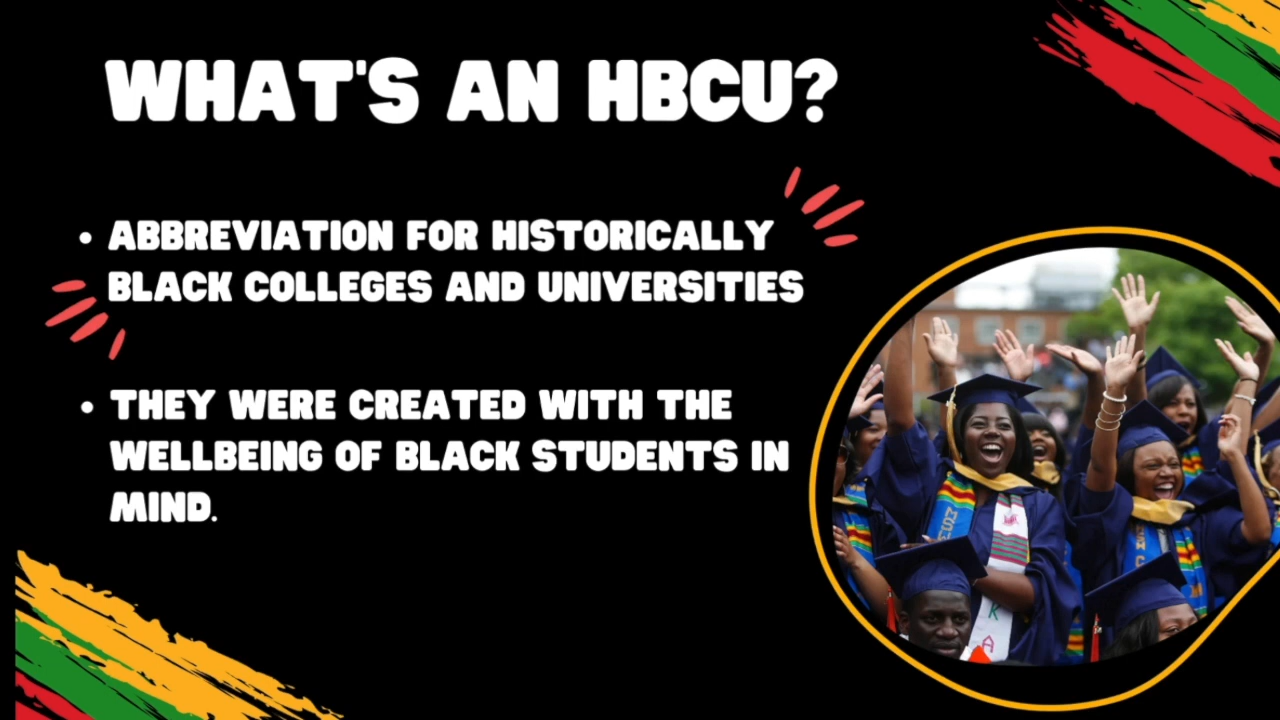 WHAT'S AN HBCU?
• ABBREVIATION FOR HISTORICALLY
BLACK COLLEGES AND UNIVERSITIES
• THEY WERE CREATED WITH THE
WELLBEING OF BLACK STUDENTS IN
MIND.